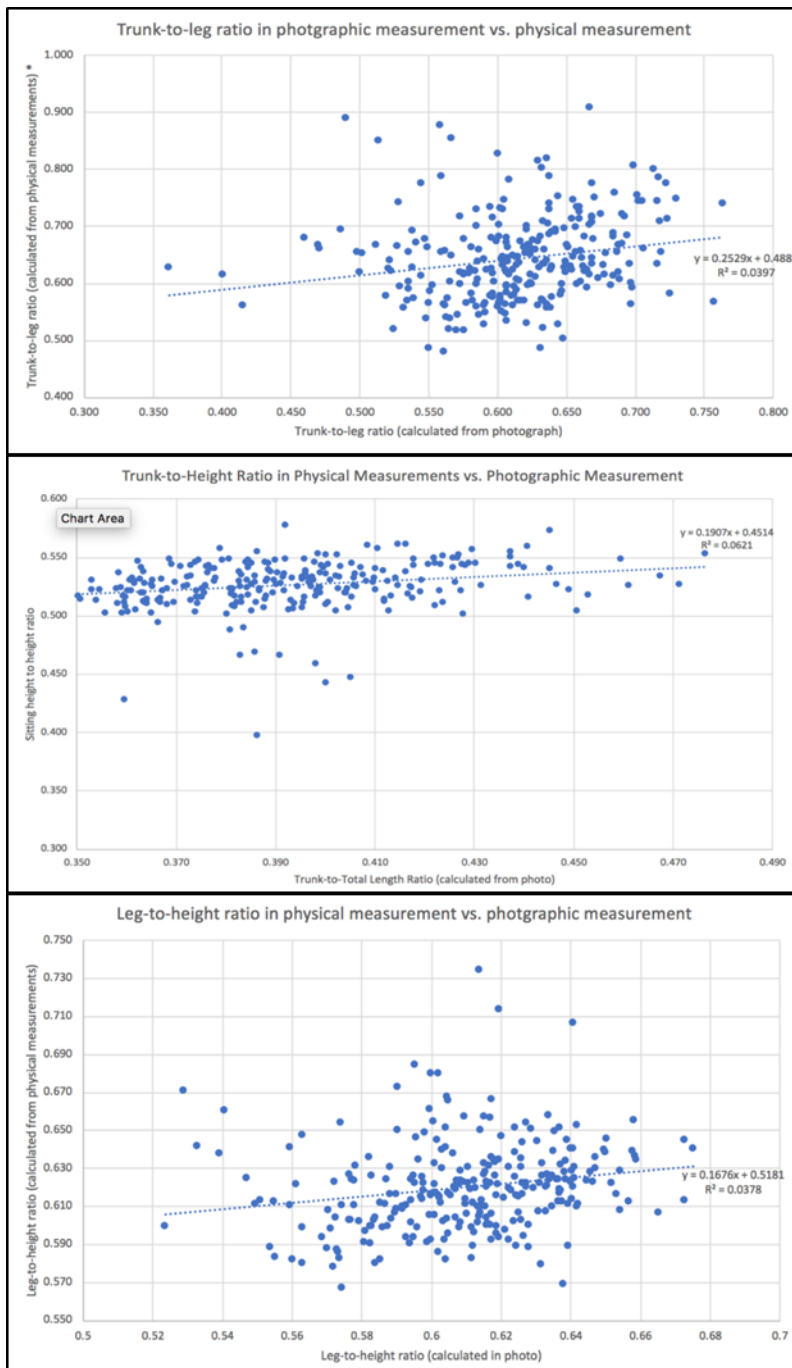 Trunk-to-leg ratio in photgraphic measurement vs. physical measurement
Trunk-to-leg ratio (calculated from physical measurements) *
1.000
0.900
0.800
0.700
0.600
0.500
0.400
y = 0.2529x + 0.488
R² = 0.0397
0.300 0.350 0.400 0.450 0.500 0.550 0.600 0.650 0.700 0.750 0.800
Trunk-to-leg ratio (calculated from photograph)
Trunk-to-Height Ratio in Physical Measurements vs. Photographic Measurement
Sitting height to height ratio
0.600
Chart Area
0.550
0.500
0.450
0.400
0.350
0.300
y = 0.1907x + 0.4514
R² = 0.0621
0.350 0.370 0.390 0.410 0.430 0.450 0.470 0.490
Trunk-to-Total Length Ratio (calculated from photo)
Leg-to-height ratio in physical measurement vs. photgraphic measurement
Leg-to-height ratio (calculated from physical measurements)
0.750
0.730
0.710
0.690
0.670
0.650
0.630
0.610
0.590
0.570
0.550
y = 0.1676x + 0.5181
R² = 0.0378
0.5 0.52 0.54 0.56 0.58 0.6 0.62 0.64 0.66 0.68 0.7
Leg-to-height ratio (calculated in photo)